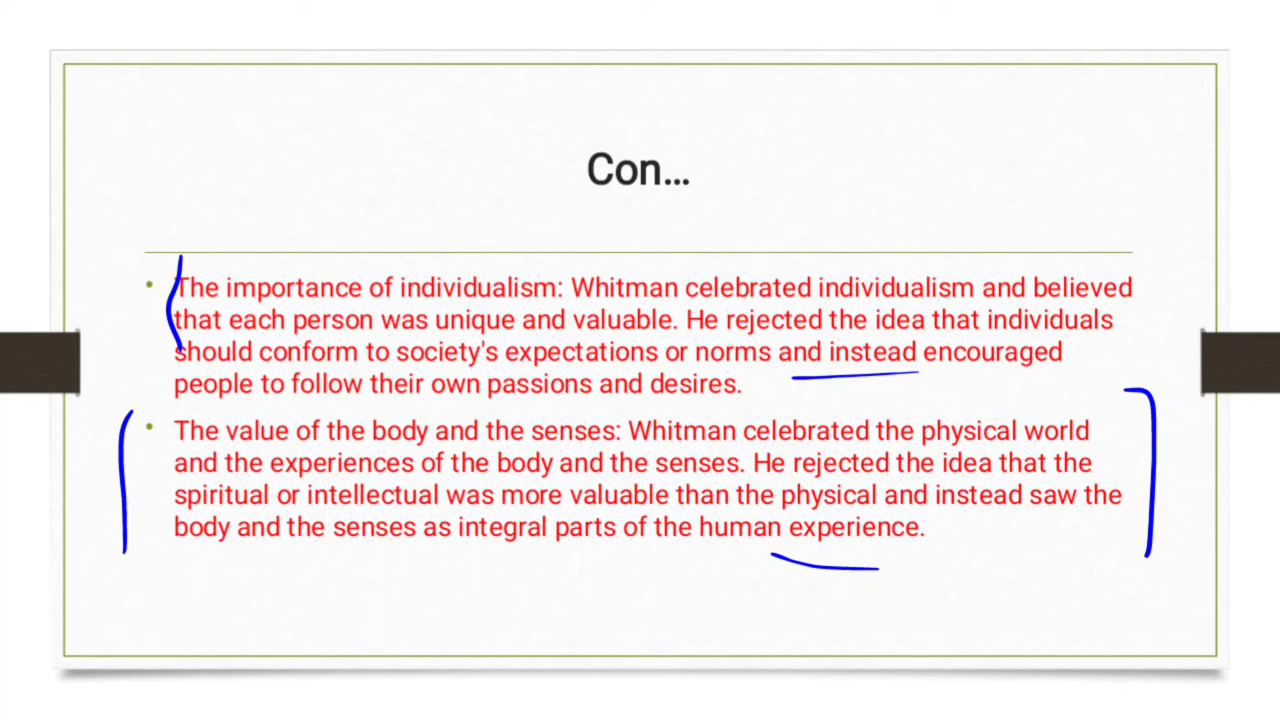 Con...
• The importance of individualism: Whitman celebrated individualism and believed
that each person was unique and valuable. He rejected the idea that individuals
should conform to society's expectations or norms and instead encouraged
people to follow their own passions and desires.
• The value of the body and the senses: Whitman celebrated the physical world
and the experiences of the body and the senses. He rejected the idea that the
spiritual or intellectual was more valuable than the physical and instead saw the
body and the senses as integral parts of the human experience.